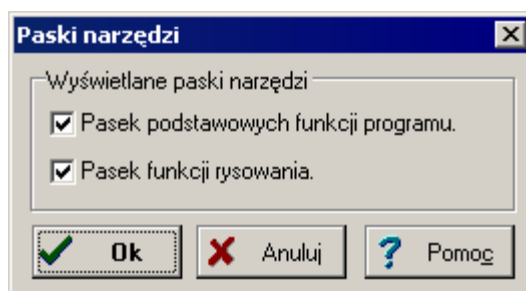 Paski narzędzi
Wyświetlane paski narzędzi
Pasek podstawowych funkcji programu.
Pasek funkcji rysowania.
Ok Anuluj Pomoc